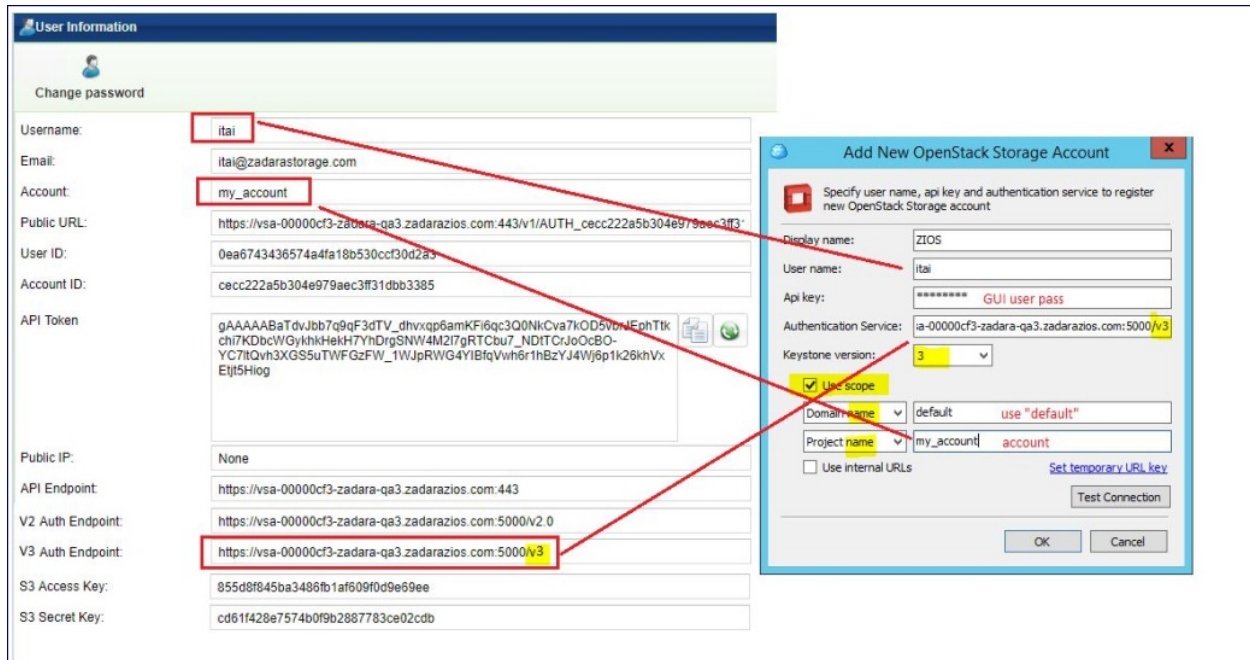 User Information
Change password
Username: itai
Email: itai@zadarastorage.com
Account: my_account
Public URL: https://vsa-00000cf3-zadara-qa3.zadarazios.com:443/v1/AUTH_cecc222a5b304e979aec3ff31
User ID: 0ea6743436574a4fa18b530ccf30d2a3
Account ID: cecc222a5b304e979aec3ff31dbb3385
API Token
gAAAAABaTdvJbb7q9qF3dTV_dhvxqp6amKFi6qc3Q0NkCva7kOD5VbrJEphTtk
chi7KDbcWGykhkHekH7YhDrgSNW4M2l7gRTCbu7_NDtTCrJoOcBO-
YC7ltQvh3XGS5uTWFGzFW_1WJpRWG4YIBfqVwh6r1hBzYJ4Wj6p1k26khVx
Etjt5Hiog
Public IP: None
API Endpoint: https://vsa-00000cf3-zadara-qa3.zadarazios.com:443
V2 Auth Endpoint: https://vsa-00000cf3-zadara-qa3.zadarazios.com:5000/v2.0
V3 Auth Endpoint: https://vsa-00000cf3-zadara-qa3.zadarazios.com:5000/v3
S3 Access Key: 855d8f845ba3486fb1af609f0d9e69ee
S3 Secret Key: cd61f428e7574b0f9b2887783ce02cdb
Add New OpenStack Storage Account
x
Specify user name, api key and authentication service to register
new OpenStack Storage account
Display name: ZIOS
User name: itai
Api key: ******** GUI user pass
Authentication Service: sa-00000cf3-zadara-qa3.zadarazios.com:5000/v3
Keystone version: 3
Use scope
Domain name default use "default"
Project name my_account account
Use internal URLs Set temporary URL key
Test Connection
OK Cancel